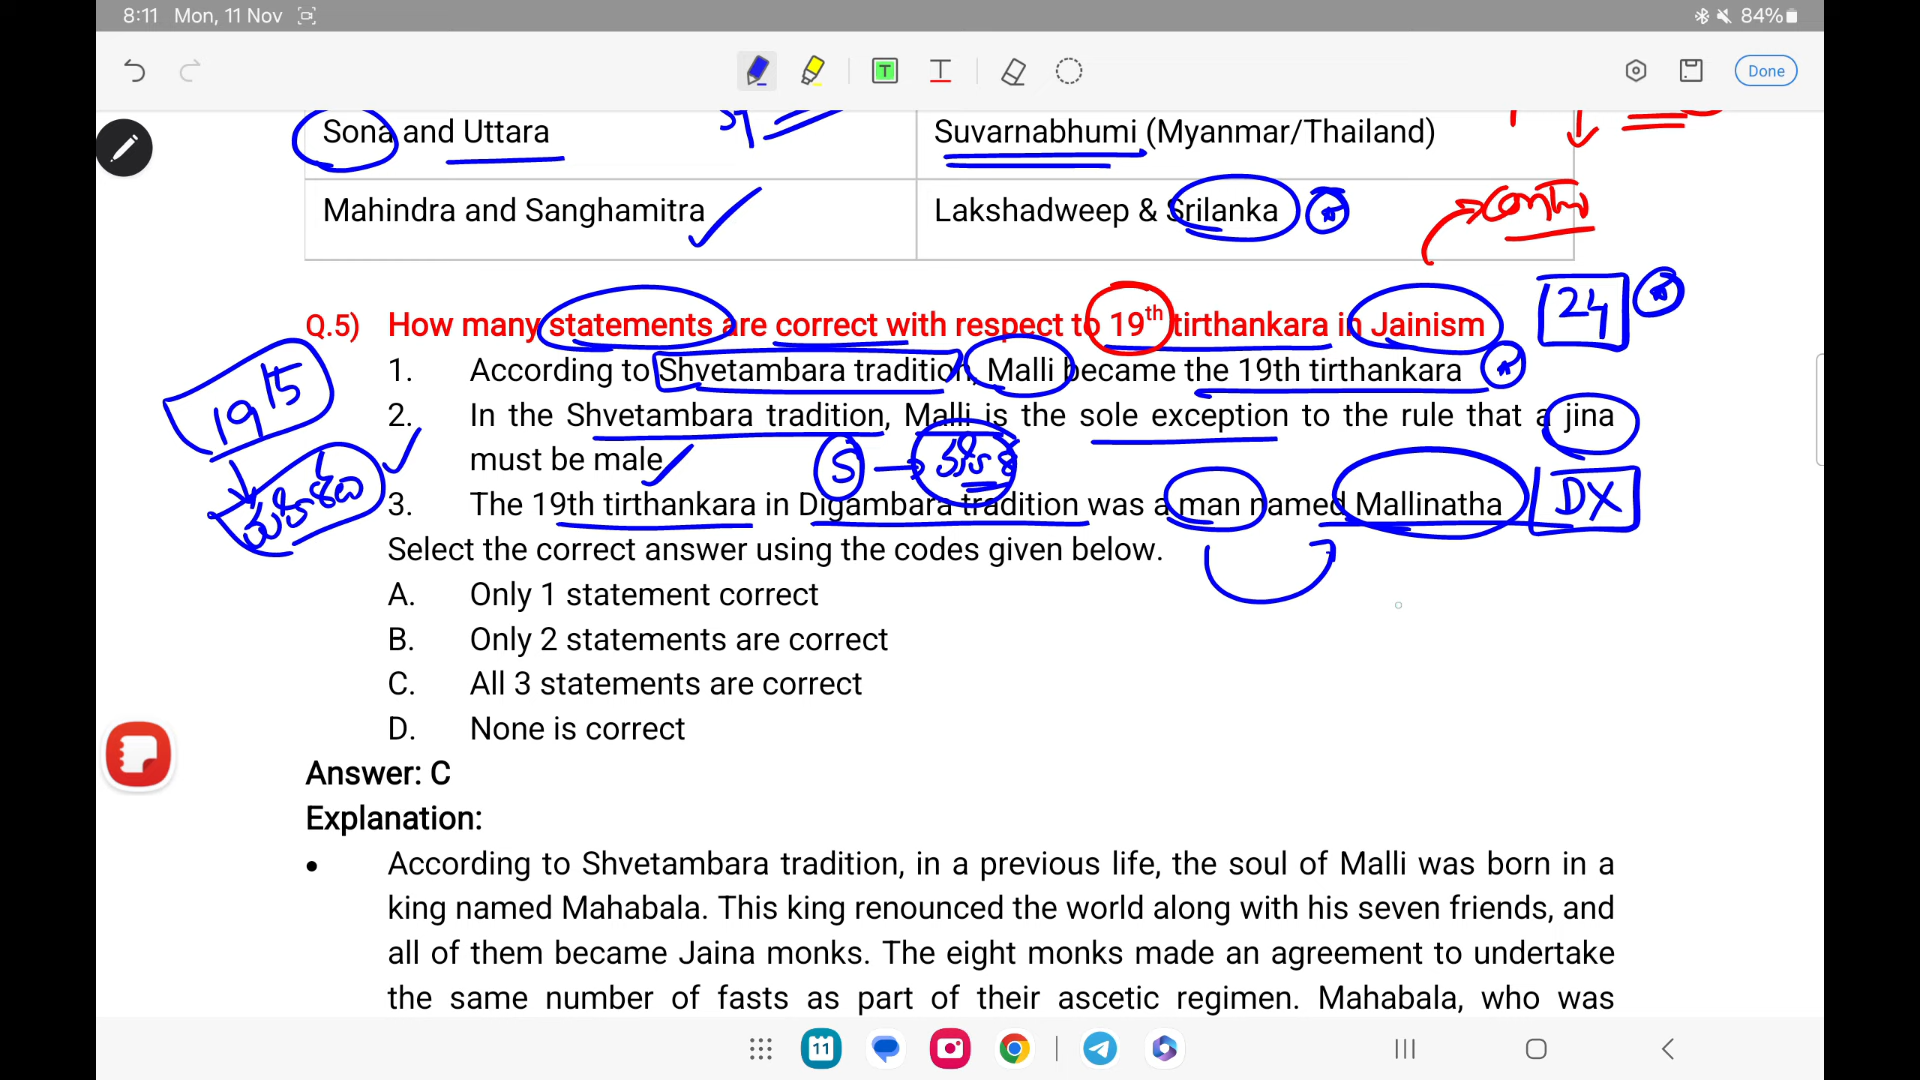 8:11 Mon, 11 Nov 84%
T T Done
Sona and Uttara Suvarnabhumi (Myanmar/Thailand)
Mahindra and Sanghamitra Lakshadweep & Srilanka
24
Q.5) How many statements are correct with respect to 19th tirthankara in Jainism
1. According to Shvetambara tradition, Malli became the 19th tirthankara
19
2. In the Shvetambara tradition, Malli is the sole exception to the rule that a jina
must be male
S
3. The 19th tirthankara in Digambara tradition was a man named Mallinatha DX
Select the correct answer using the codes given below.
A. Only 1 statement correct
B. Only 2 statements are correct
C. All 3 statements are correct
D. None is correct
Answer: C
Explanation:
• According to Shvetambara tradition, in a previous life, the soul of Malli was born in a
king named Mahabala. This king renounced the world along with his seven friends, and
all of them became Jaina monks. The eight monks made an agreement to undertake
the same number of fasts as part of their ascetic regimen. Mahabala, who was
11